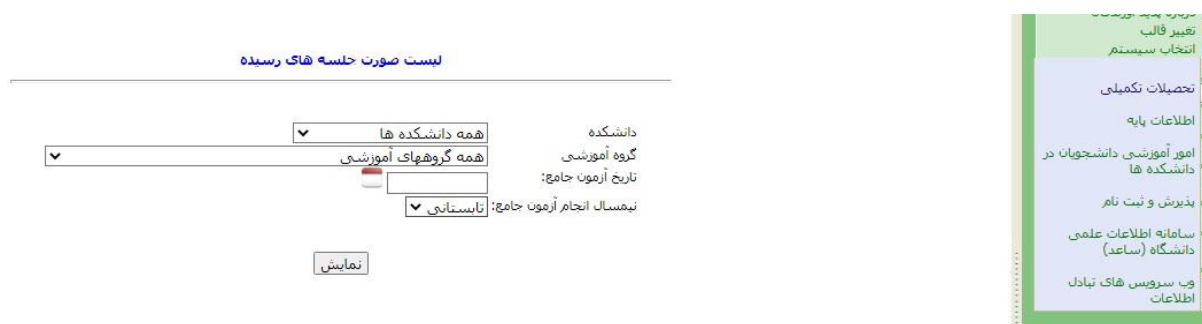 تغییر قالب
انتخاب سیستم
تحصیلات تکمیلی
اطلاعات پایه
امور آموزشی دانشجویان در
دانشکده ها
پذیرش و ثبت نام
سامانه اطلاعات علمی
دانشگاه (ساعد)
وب سرویس های تبادل
اطلاعات
لیست صورت جلسه های رسیده
دانشکده همه دانشکده ها
گروه آموزشی همه گروههای آموزشی
تاریخ آزمون جامع:
نیمسال انجام آزمون جامع: تابستانی
نمایش